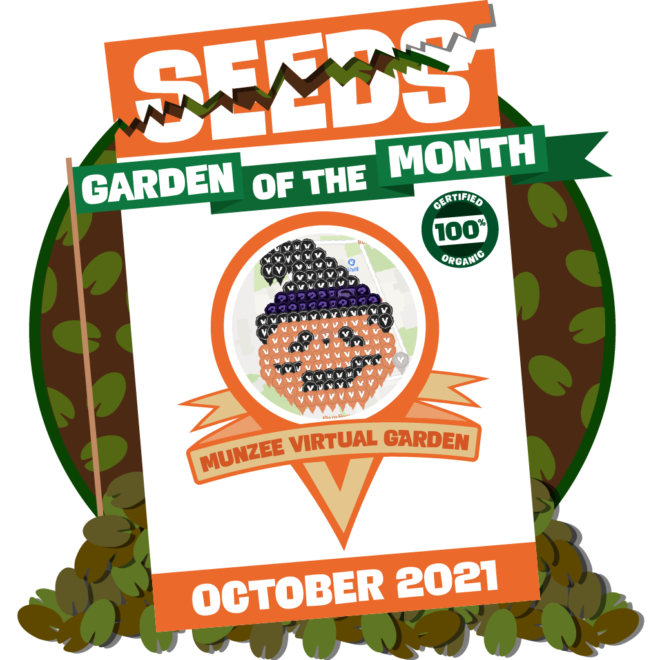 SEEDS
GARDEN OF THE MONTH
CERTIFIED
100%
ORGANIC
MUNZEE VIRTUAL GARDEN
OCTOBER 2021